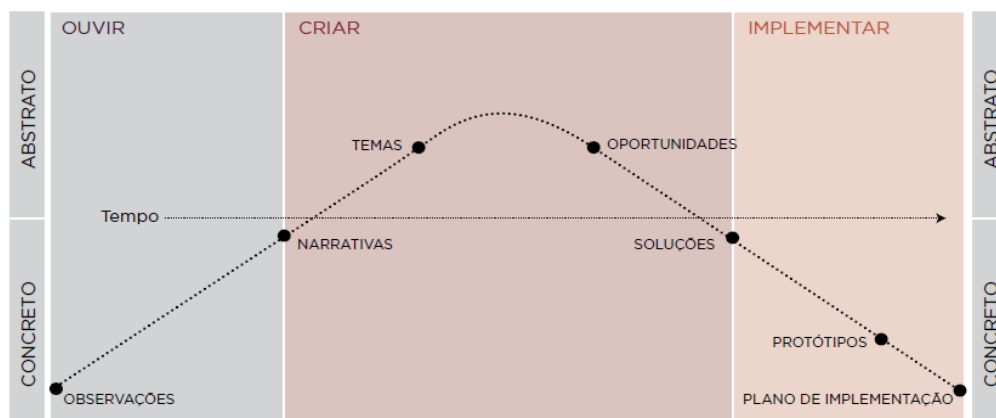 OUVIR
CRIAR
IMPLEMENTAR
ABSTRATO
ABSTRATO
TEMAS
OPORTUNIDADES
Tempo
NARRATIVAS
SOLUÇÕES
CONCRETO
CONCRETO
PROTÓTIPOS
OBSERVAÇÕES
PLANO DE IMPLEMENTAÇÃO